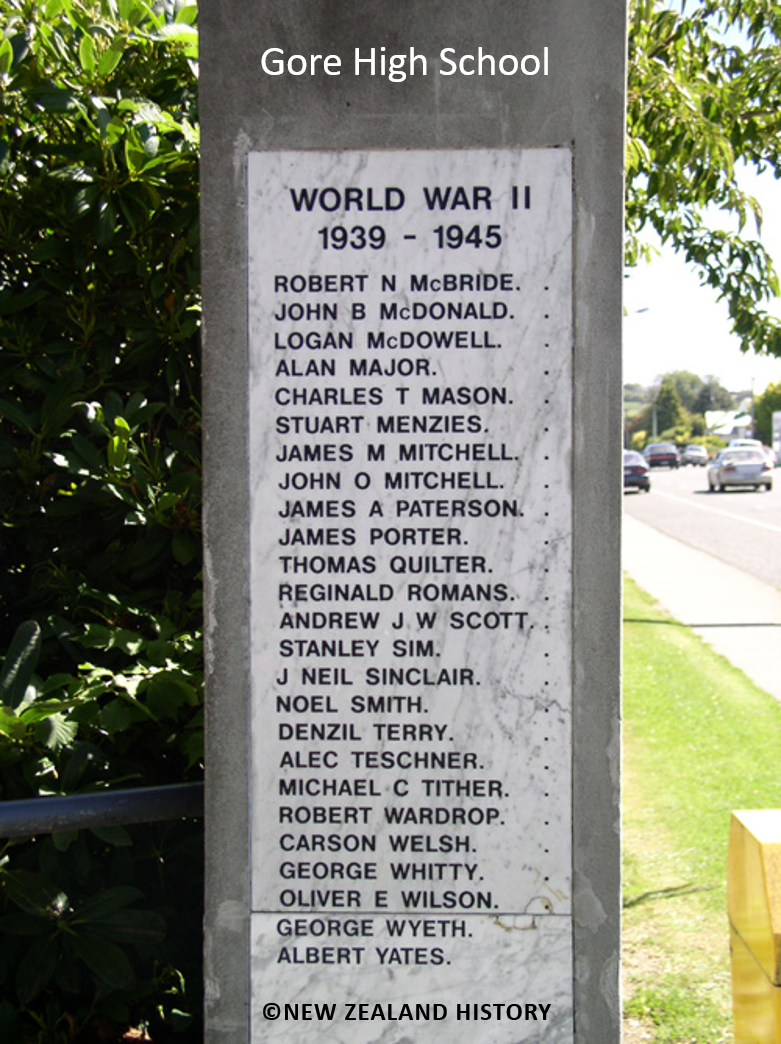 Gore High School
WORLD WAR II
1939 - 1945
ROBERT N McBRIDE. .
JOHN B McDONALD. .
LOGAN McDOWELL. .
ALAN MAJOR. .
CHARLES T MASON. .
STUART MENZIES. .
JAMES M MITCHELL. .
JOHN O MITCHELL. .
JAMES A PATERSON. .
JAMES PORTER. .
THOMAS QUILTER. .
REGINALD ROMANS. .
ANDREW J W SCOTT. .
STANLEY SIM. .
J NEIL SINCLAIR. .
NOEL SMITH.
DENZIL TERRY. .
ALEC TESCHNER. .
MICHAEL C TITHER. .
ROBERT WARDROP. .
CARSON WELSH. .
GEORGE WHITTY. .
OLIVER E WILSON.
GEORGE WYETH.
ALBERT YATES.
©NEW ZEALAND HISTORY